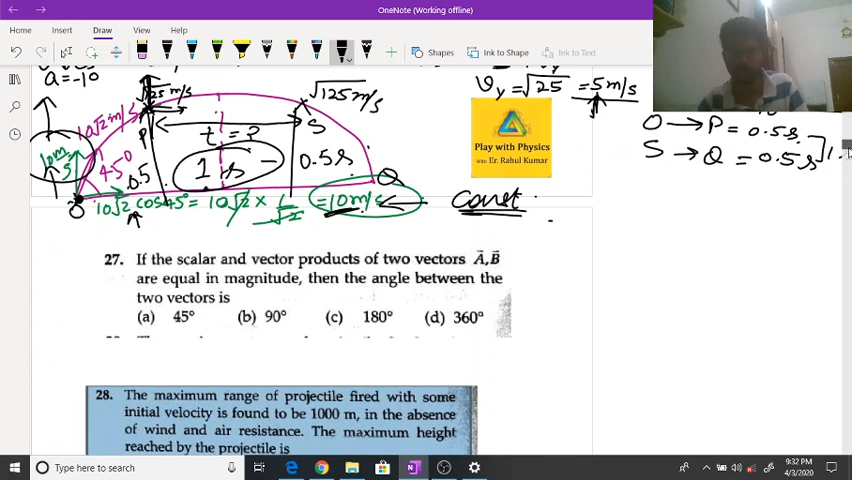 OneNote (Working offline)
Home Insert Draw View Help
Shapes Ink to Shape Ink to Text
a=-10
√125 m/s
√125 m/s
v_y = √25 = 5 m/s
10√2 m/s
P t = ? S
O → P = 0.5 s
S → Q = 0.5 s
10 m/s
45°
0.5
1 s
0.5 s
Play with Physics
with Er. Rahul Kumar
O
Q
10√2 cos45° = 10√2 × 1/√2 = 10 m/s ← const.
27. If the scalar and vector products of two vectors A⃗,B⃗
are equal in magnitude, then the angle between the
two vectors is
(a) 45° (b) 90° (c) 180° (d) 360°
28. The maximum range of projectile fired with some
initial velocity is found to be 1000 m, in the absence
of wind and air resistance. The maximum height
reached by the projectile is
Type here to search
9:32 PM
4/3/2020